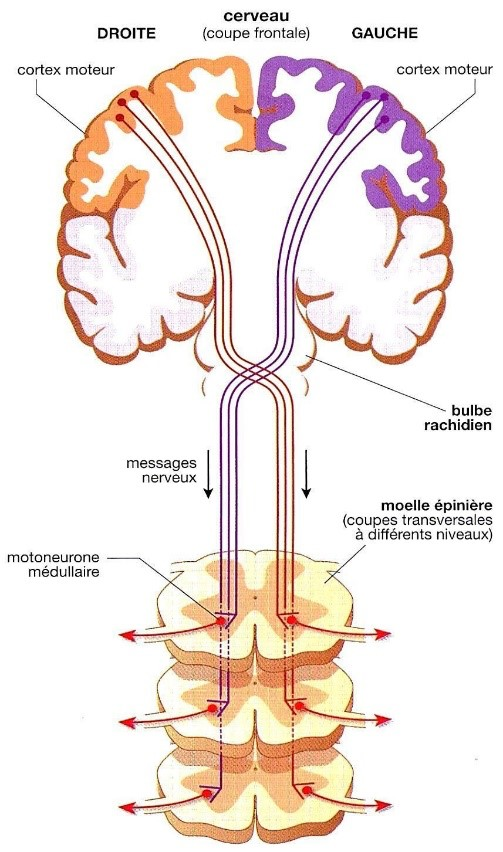 cerveau
DROITE
(coupe frontale)
GAUCHE
cortex moteur
cortex moteur
bulbe
rachidien
messages
nerveux
moelle épinière
(coupes transversales
à différents niveaux)
motoneurone
médullaire